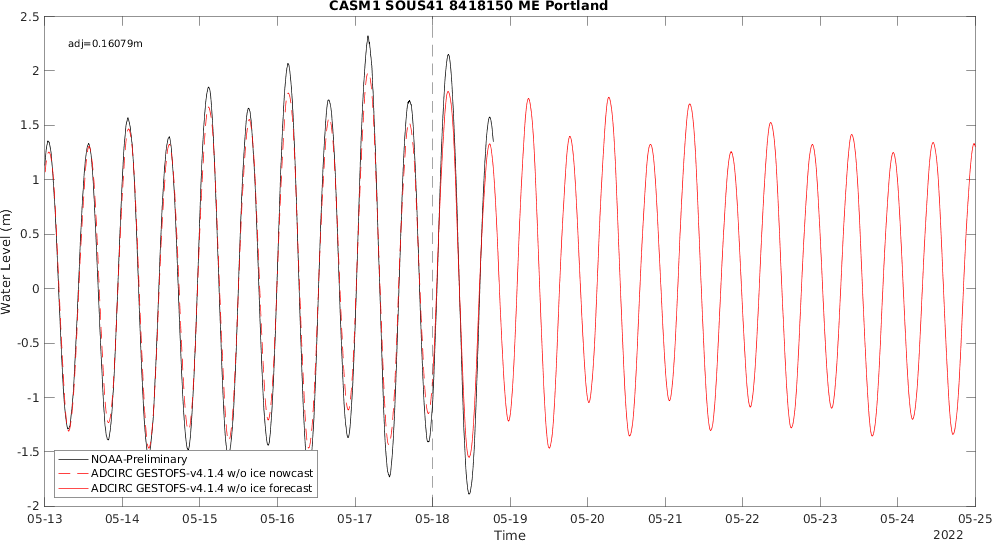 CASM1 SOUS41 8418150 ME Portland
adj=0.16079m
2.5
2
1.5
1
0.5
0
-0.5
-1
-1.5
-2
Water Level (m)
NOAA-Preliminary
ADCIRC GESTOFS-v4.1.4 w/o ice nowcast
ADCIRC GESTOFS-v4.1.4 w/o ice forecast
05-13 05-14 05-15 05-16 05-17 05-18 05-19 05-20 05-21 05-22 05-23 05-24 05-25
Time
2022